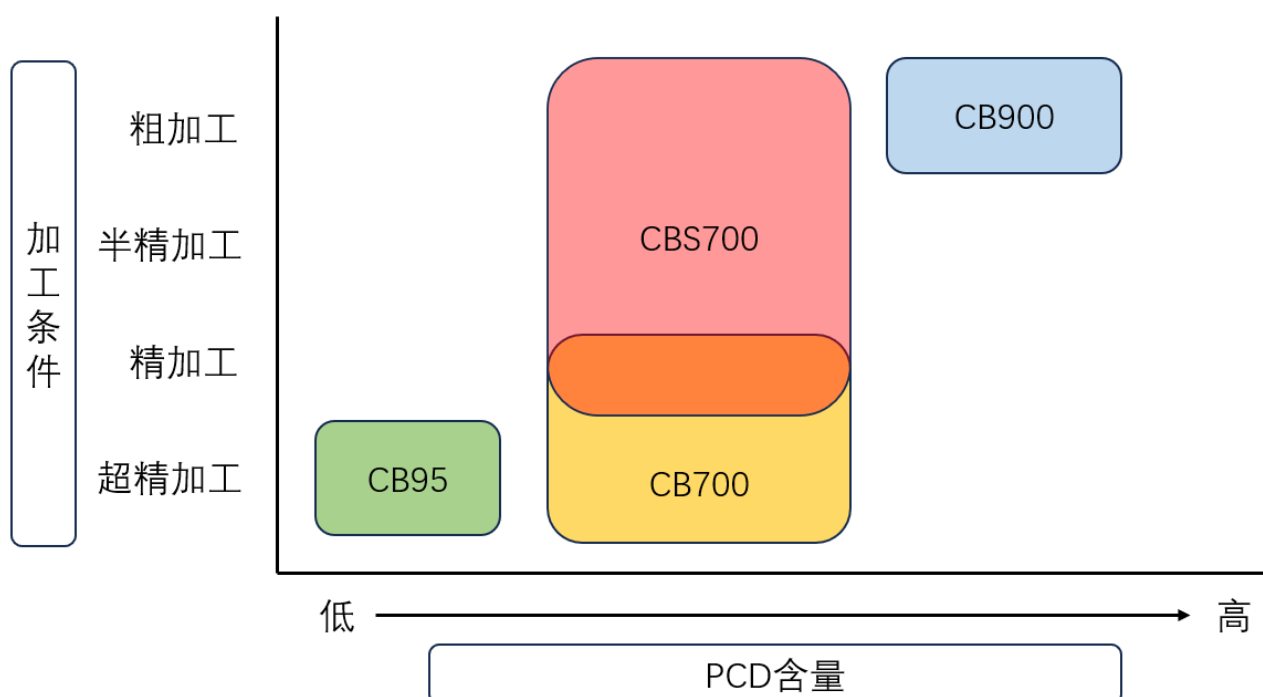 加工条件
粗加工
半精加工
精加工
超精加工
CB900
CBS700
CB95
CB700
低
高
PCD含量